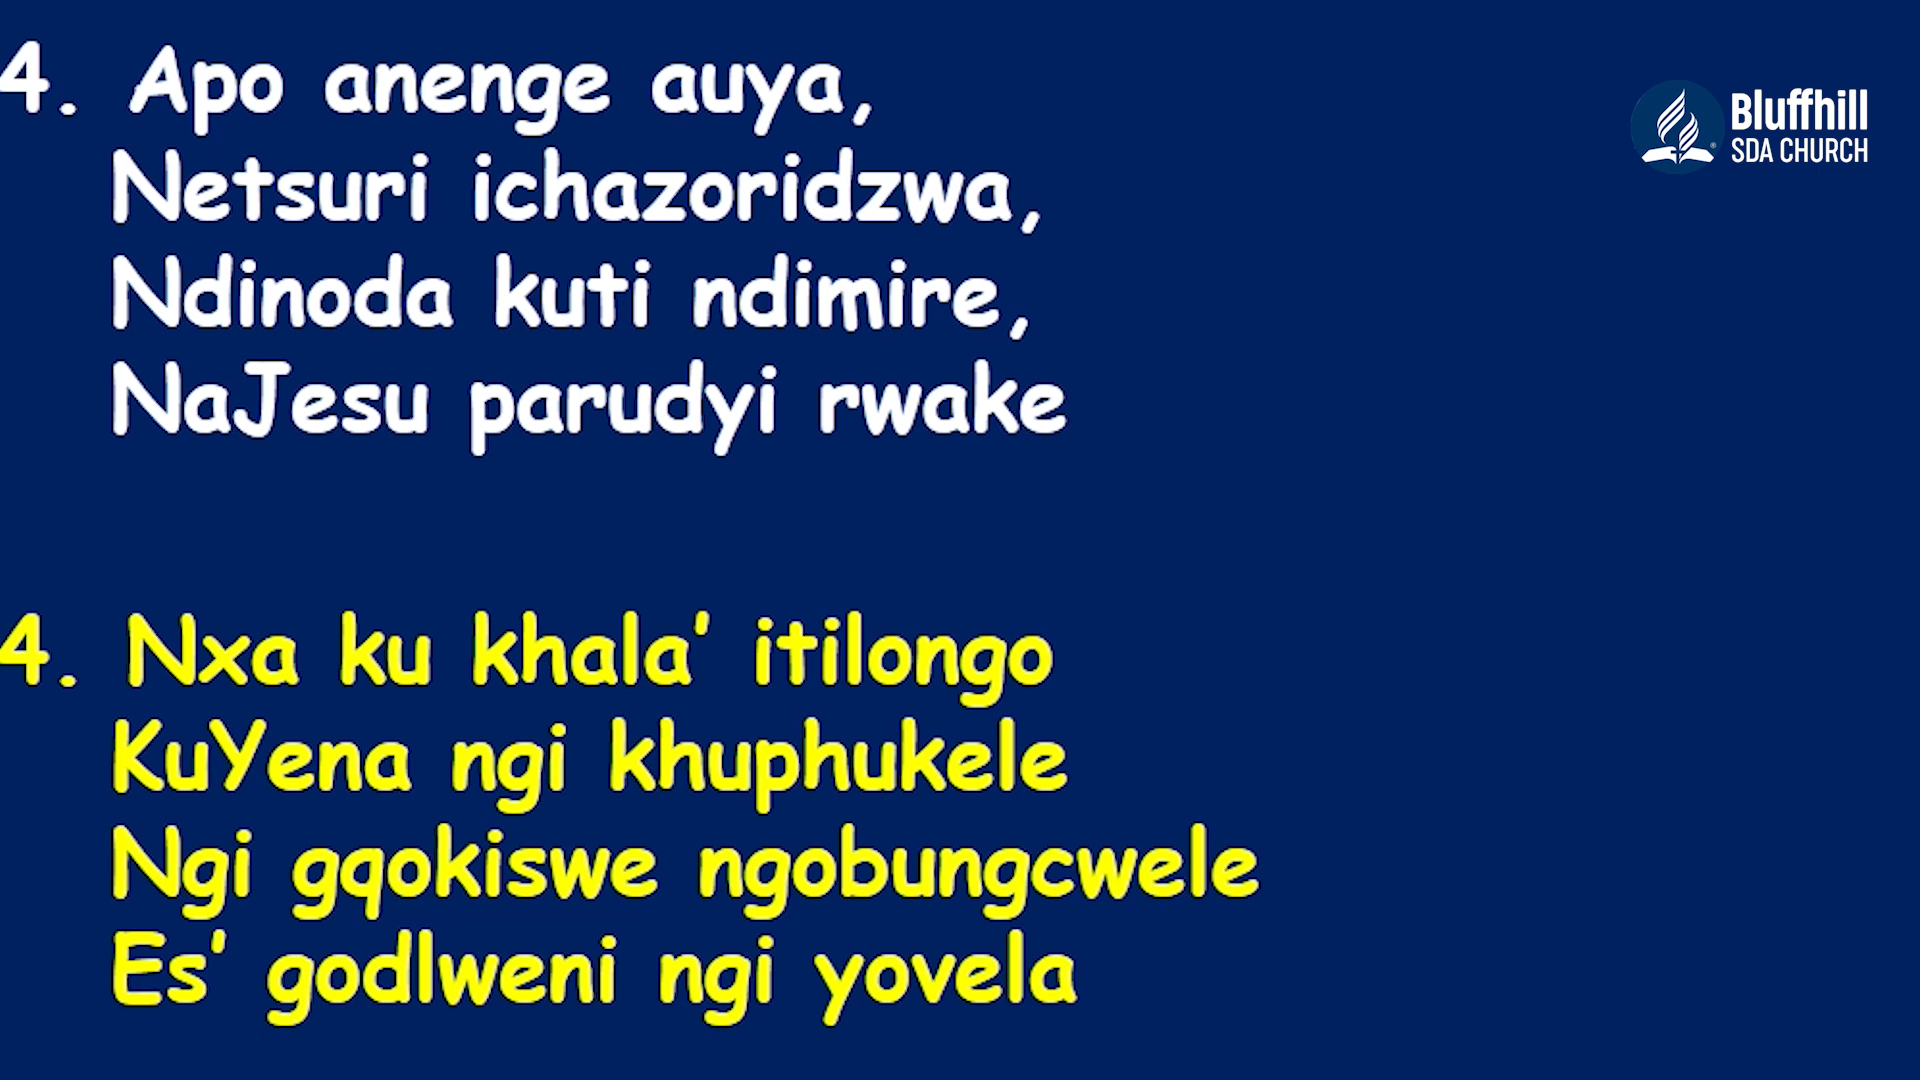 4. Apo anenge auya,
Netsuri ichazoridzwa,
Ndinoda kuti ndimire,
NaJesu parudyi rwake
Bluffhill
SDA CHURCH
4. Nxa ku khala' itilongo
KuYena ngi khuphukele
Ngi gqokiswe ngobungcwele
Es' godlweni ngi yovela